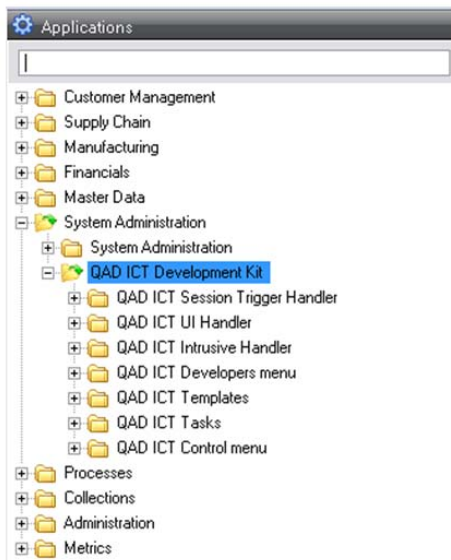 Applications
Customer Management
Supply Chain
Manufacturing
Financials
Master Data
System Administration
System Administration
QAD ICT Development Kit
QAD ICT Session Trigger Handler
QAD ICT UI Handler
QAD ICT Intrusive Handler
QAD ICT Developers menu
QAD ICT Templates
QAD ICT Tasks
QAD ICT Control menu
Processes
Collections
Administration
Metrics